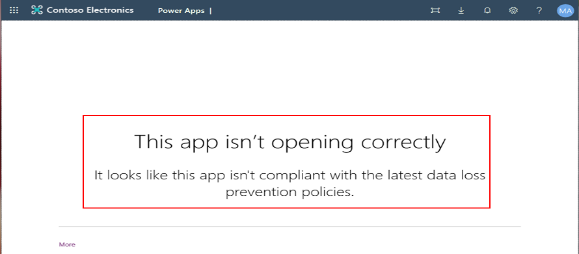 Contoso Electronics Power Apps | ? MA
This app isn't opening correctly
It looks like this app isn't compliant with the latest data loss
prevention policies.
More